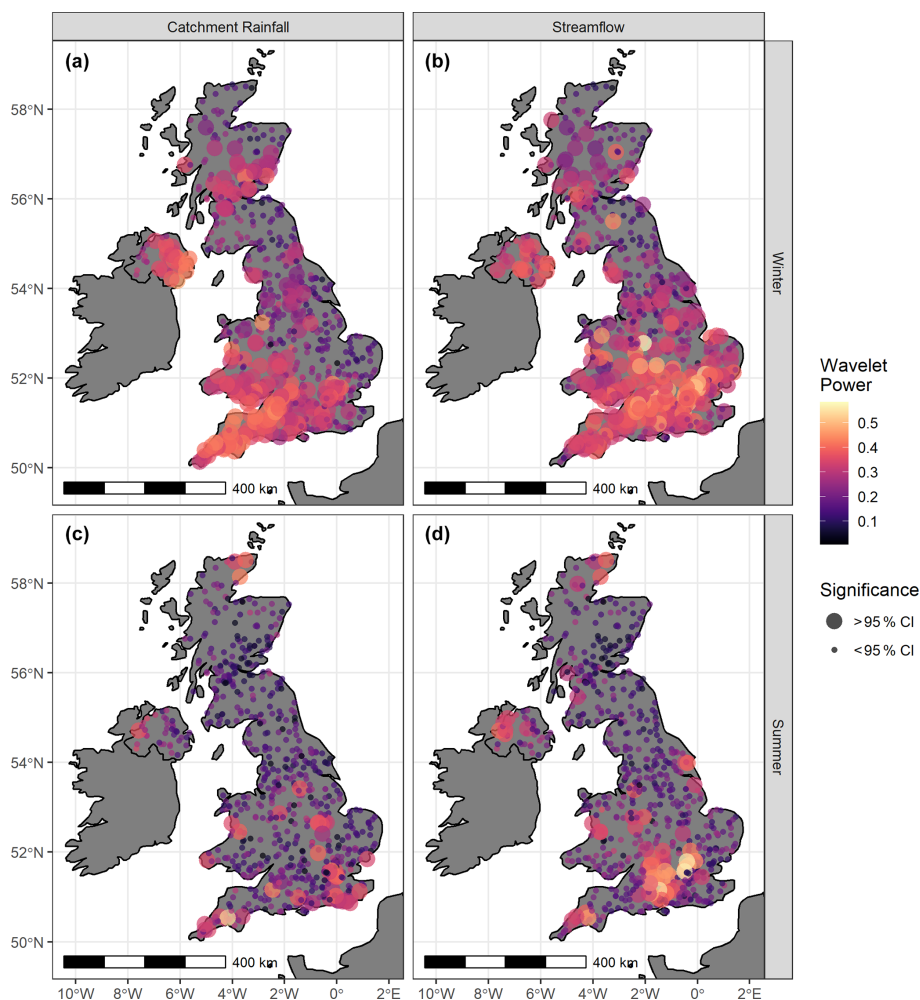 Catchment Rainfall
Streamflow
(a)
(b)
58°N
56°N
54°N
52°N
50°N
400 km
400 km
Winter
(c)
(d)
58°N
56°N
54°N
52°N
50°N
400 km
400 km
Summer
10°W 8°W 6°W 4°W 2°W 0° 2°E
10°W 8°W 6°W 4°W 2°W 0° 2°E
Wavelet
Power
0.5
0.4
0.3
0.2
0.1
Significance
>95 % CI
<95 % CI